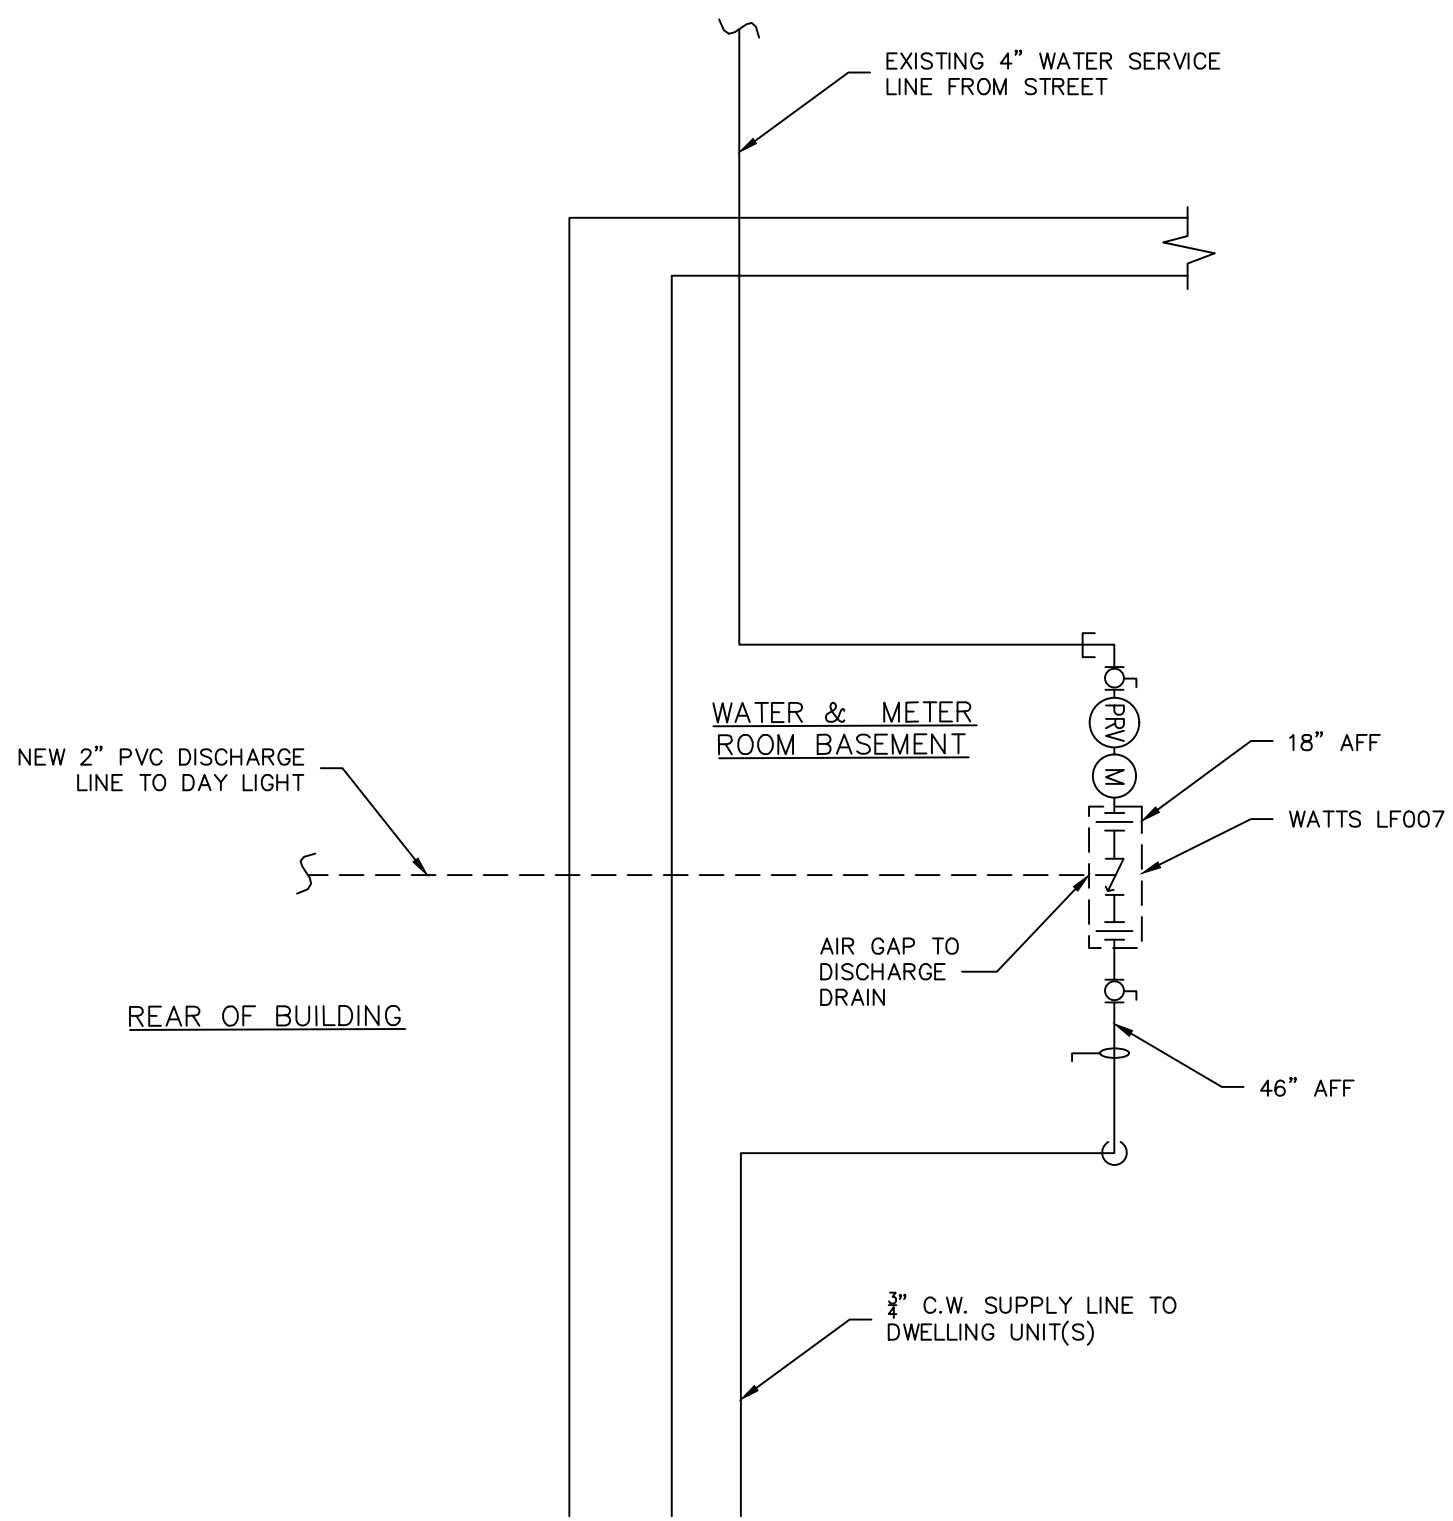 EXISTING 4" WATER SERVICE
LINE FROM STREET
WATER & METER
ROOM BASEMENT
PRV
M
18" AFF
NEW 2" PVC DISCHARGE
LINE TO DAY LIGHT
WATTS LF007
AIR GAP TO
DISCHARGE
DRAIN
REAR OF BUILDING
46" AFF
3/4" C.W. SUPPLY LINE TO
DWELLING UNIT(S)